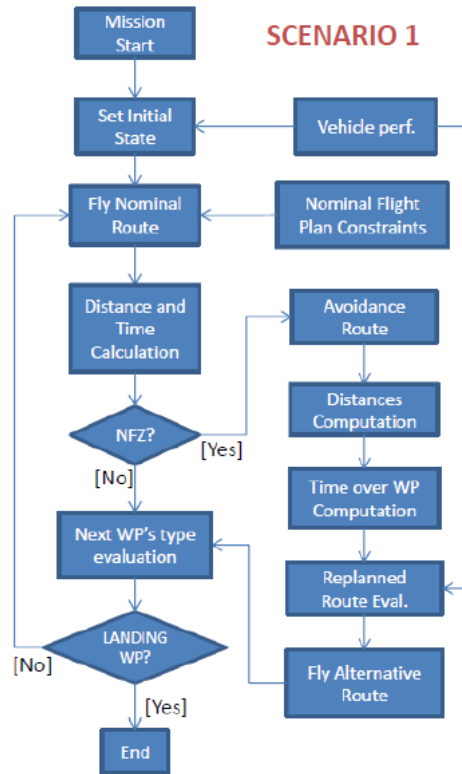 Mission
Start
SCENARIO 1
Set Initial
State
Vehicle perf.
Fly Nominal
Route
Nominal Flight
Plan Constraints
Distance and
Time
Calculation
Avoidance
Route
Distances
Computation
NFZ?
[Yes]
[No]
Time over WP
Computation
Next WP's type
evaluation
Replanned
Route Eval.
LANDING
WP?
[No]
Fly Alternative
Route
[Yes]
End